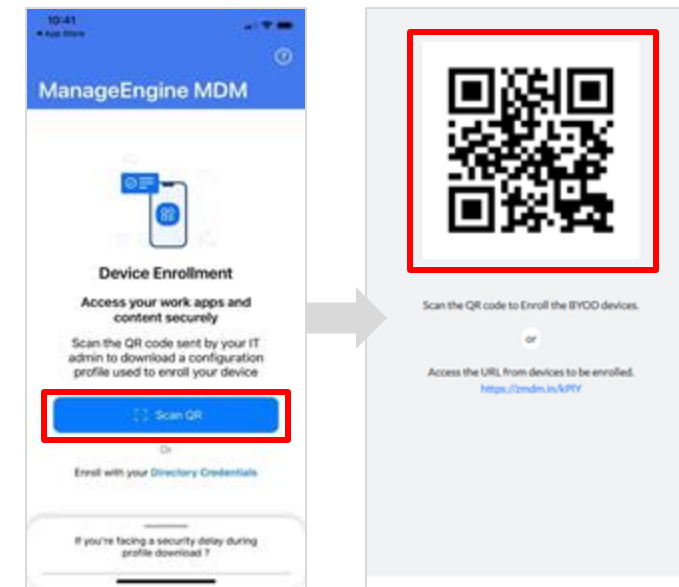 10:41
App Store
ManageEngine MDM
Device Enrollment
Access your work apps and
content securely
Scan the QR code sent by your IT
admin to download a configuration
profile used to enroll your device
Scan QR
Or
Enroll with your Directory Credentials
If you're facing a security delay during
profile download ?
Scan the QR code to Enroll the BYOD devices.
or
Access the URL from devices to be enrolled.
https://zmdm.in/kPlY